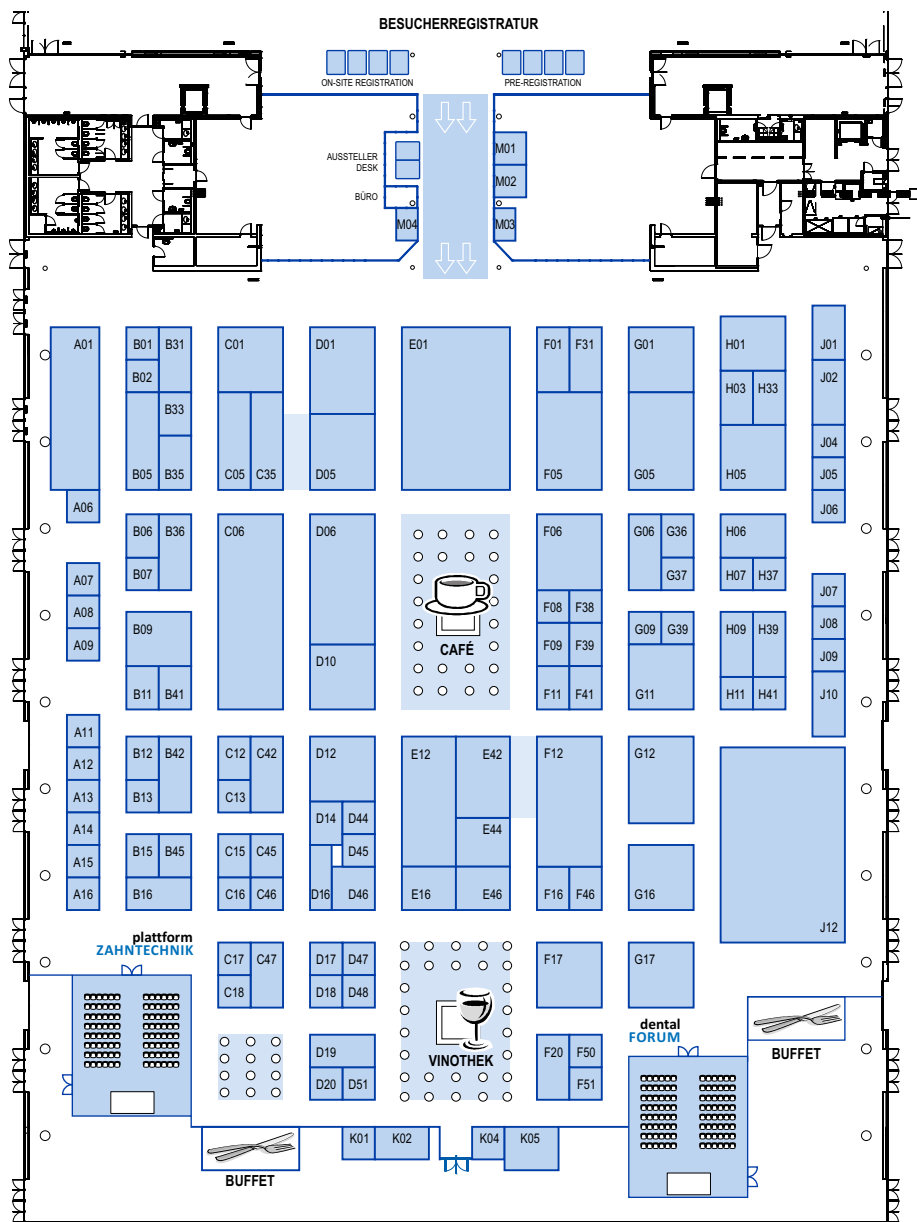 BESUCHERREGISTRATUR
ON-SITE REGISTRATION
PRE-REGISTRATION
AUSSTELLER
DESK
BÜRO
M01
M02
M04
M03
A01
B01
B31
C01
D01
E01
F01
F31
G01
H01
J01
B02
J02
H03
H33
B33
J04
B05
B35
C05
C35
D05
F05
G05
H05
J05
A06
J06
B06
B36
C06
D06
F06
G06
G36
H06
A07
B07
G37
H07
H37
J07
A08
F08
F38
J08
B09
G09
G39
H09
H39
A09
CAFÉ
F09
F39
J09
D10
J10
B11
B41
F11
F41
G11
H11
H41
A11
B12
B42
C12
C42
D12
E12
E42
F12
G12
A12
A13
B13
C13
A14
D14
D44
E44
A15
B15
B45
C15
C45
D45
A16
B16
C16
C46
D16
D46
E16
E46
F16
F46
G16
J12
plattform
ZAHNTECHNIK
C17
C47
D17
D47
F17
G17
C18
D18
D48
dental
FORUM
BUFFET
D19
VINOTHEK
F20
F50
D20
D51
F51
K01
K02
K04
K05
BUFFET